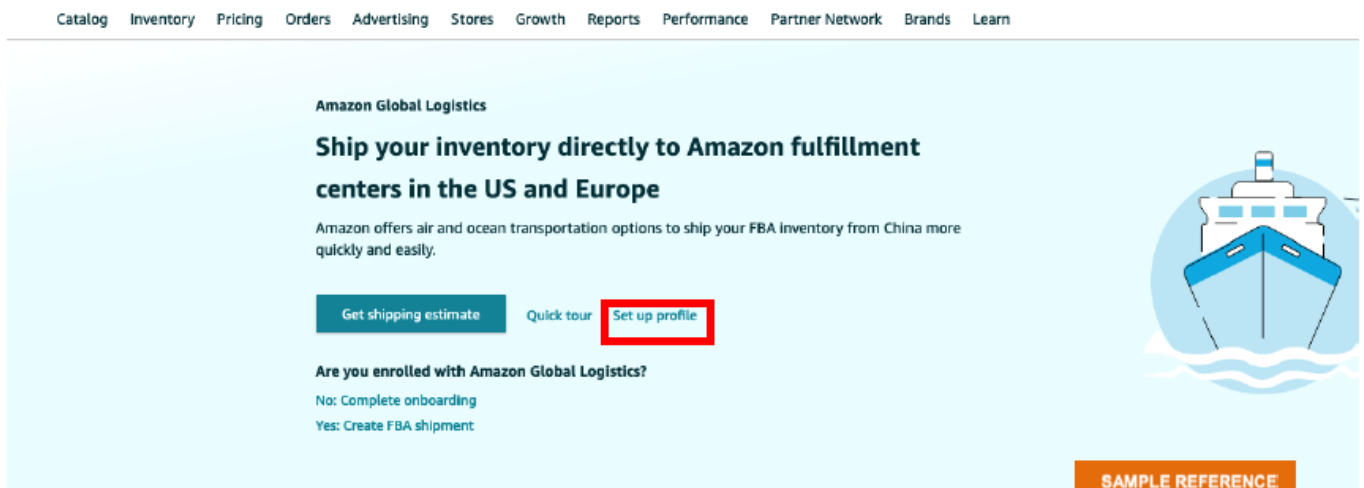 Catalog Inventory Pricing Orders Advertising Stores Growth Reports Performance Partner Network Brands Learn
Amazon Global Logistics
Ship your inventory directly to Amazon fulfillment
centers in the US and Europe
Amazon offers air and ocean transportation options to ship your FBA inventory from China more
quickly and easily.
Get shipping estimate Quick tour Set up profile
Are you enrolled with Amazon Global Logistics?
No: Complete onboarding
Yes: Create FBA shipment
SAMPLE REFERENCE